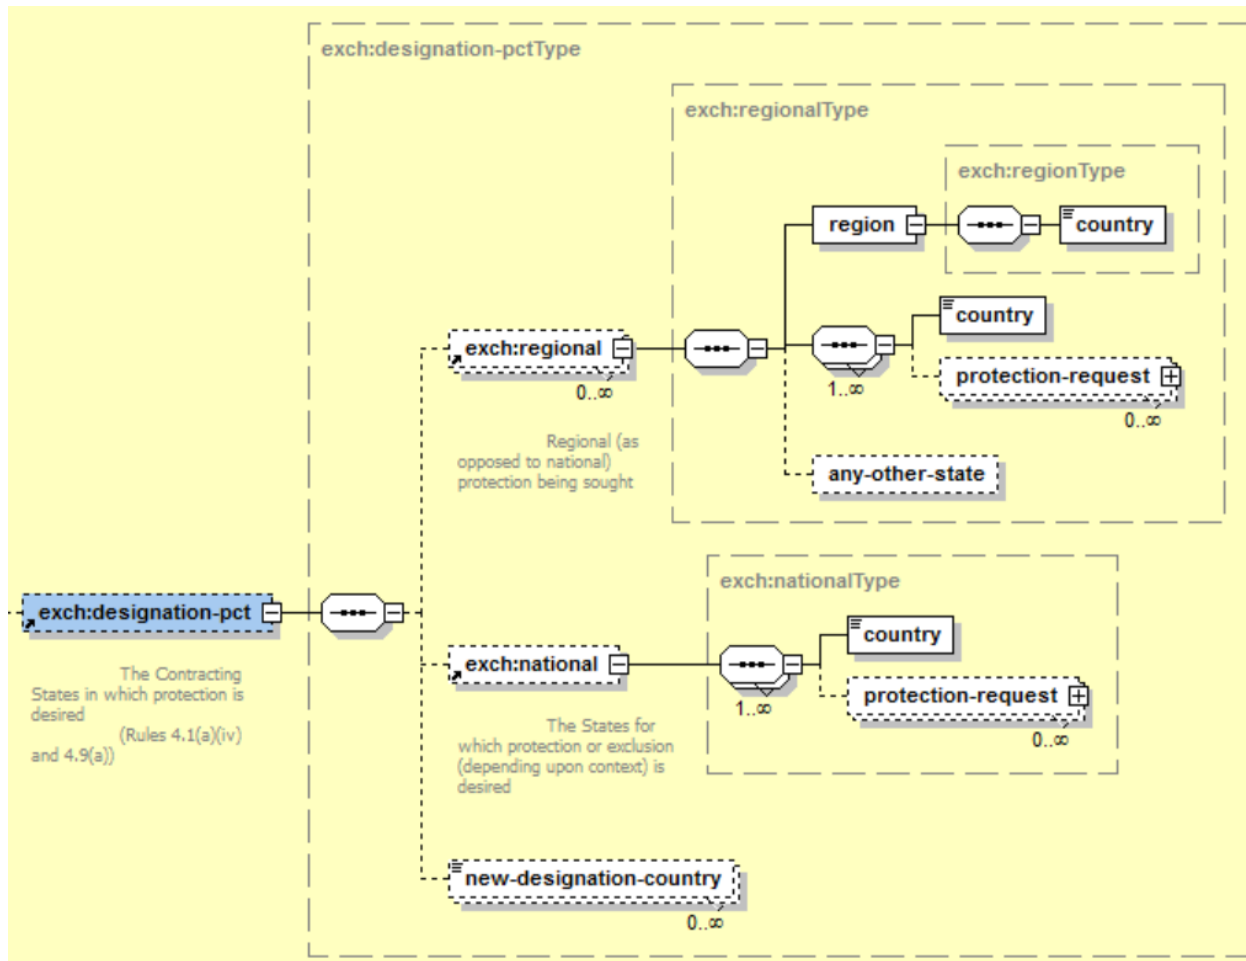 exch:designation-pctType
exch:regionalType
exch:regionType
region
country
country
exch:regional
protection-request
0..∞
1..∞
0..∞
Regional (as
opposed to national)
protection being sought
any-other-state
exch:nationalType
exch:designation-pct
country
exch:national
The Contracting
States in which protection is
desired
(Rules 4.1(a)(iv)
and 4.9(a))
protection-request
1..∞
0..∞
The States for
which protection or exclusion
(depending upon context) is
desired
new-designation-country
0..∞